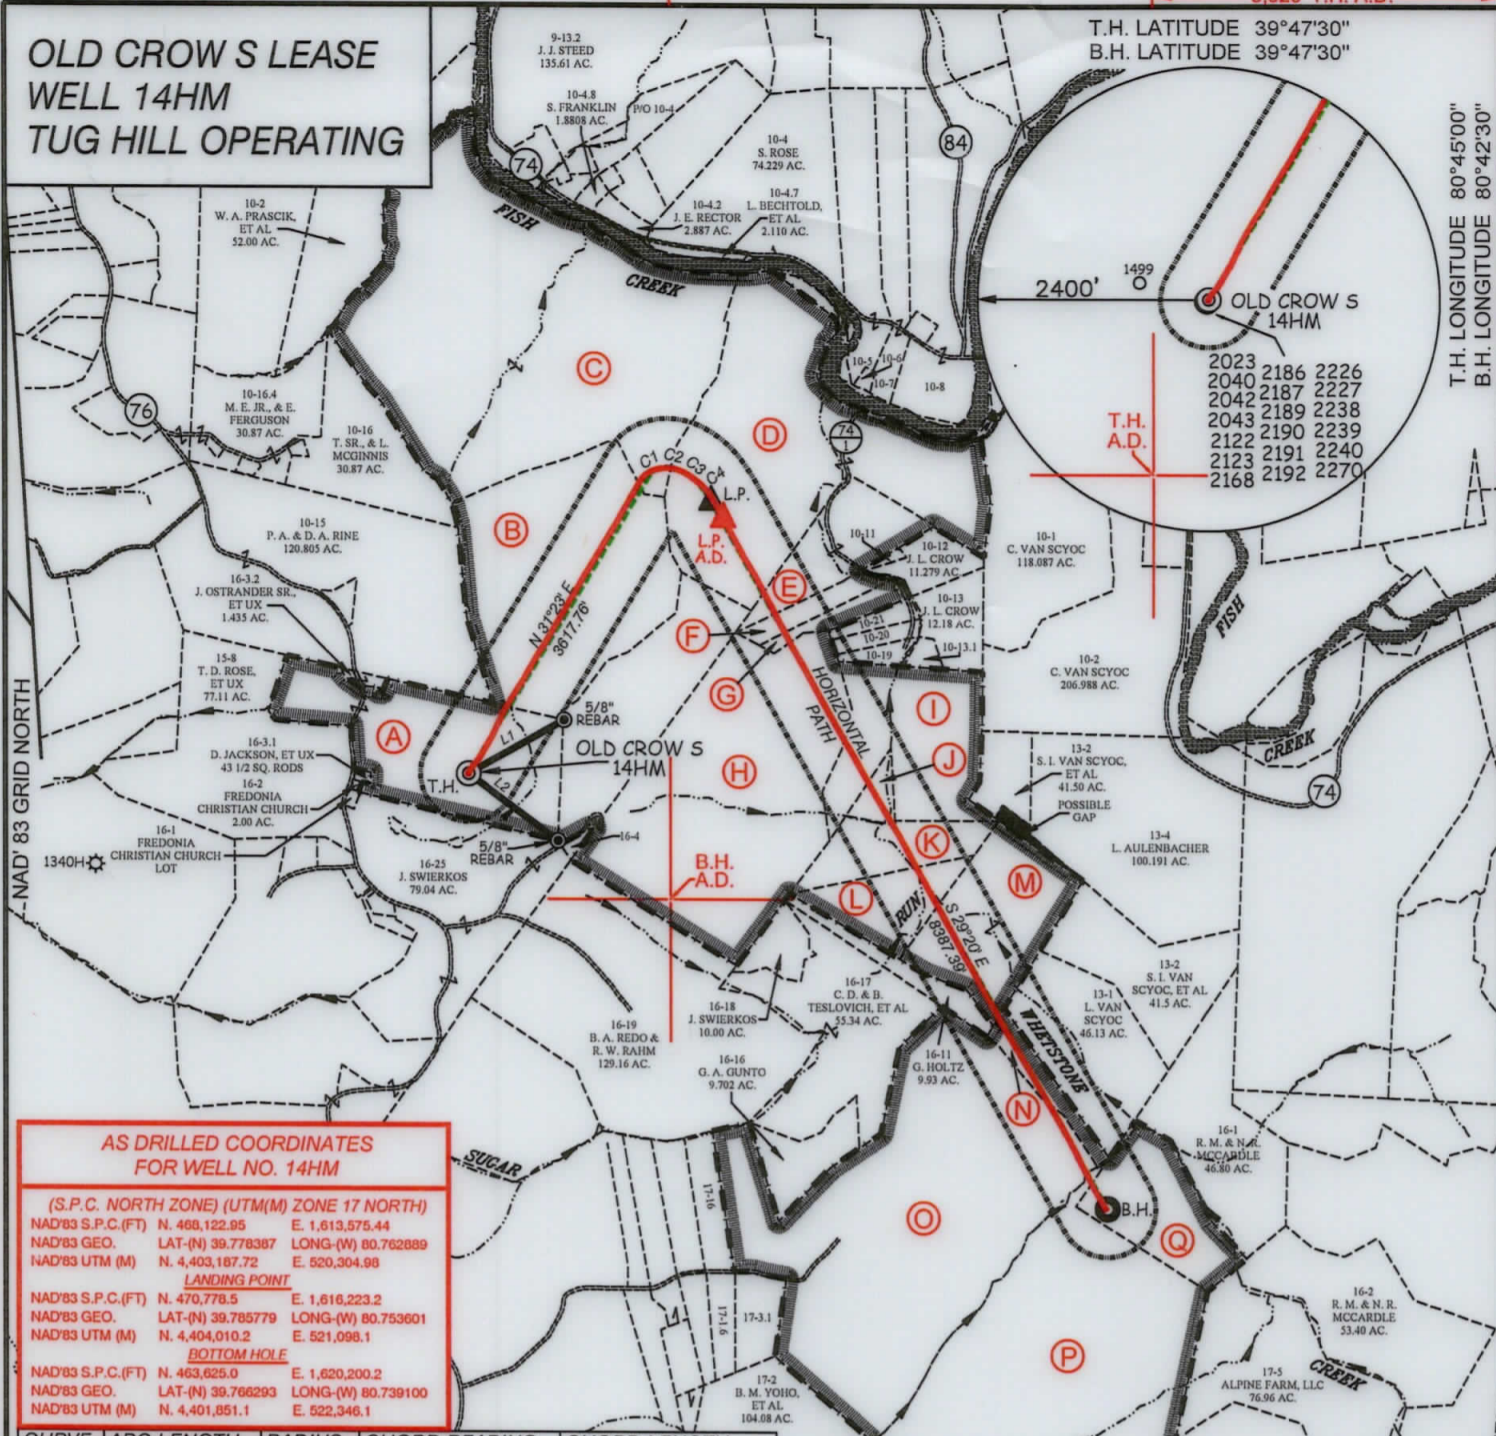 OLD CROW S LEASE
WELL 14HM
TUG HILL OPERATING
T.H. LATITUDE 39°47'30"
B.H. LATITUDE 39°47'30"
T.H. LONGITUDE 80°45'00"
B.H. LONGITUDE 80°42'30"
9-13.2
J. J. STEED
135.61 AC.
10-4.8
S. FRANKLIN
1.8808 AC.
P/O 10-4
10-4
S. ROSE
74.229 AC.
84
74
10-4.7
L. BECHTOLD,
ET AL
2.110 AC.
10-4.2
J. E. RECTOR
2.887 AC.
FISH
CREEK
10-2
W. A. PRASCIK,
ET AL
52.00 AC.
2400'
1499
OLD CROW S
14HM
2023
2040
2042
2043
2122
2123
2168
2186
2187
2189
2190
2191
2192
2226
2227
2238
2239
2240
2270
T.H.
A.D.
C
10-5
10-6
10-7
10-8
10-16.4
M. E. JR., & E.
FERGUSON
30.87 AC.
76
10-16
T. SR., & L.
MCGINNIS
30.87 AC.
D
74
1
C1 C2 C3 C4
L.P.
L.P.
A.D.
B
10-15
P. A. & D. A. RINE
120.805 AC.
10-11
10-12
J. L. CROW
11.279 AC.
10-1
C. VAN SCYOC
118.087 AC.
16-3.2
J. OSTRANDER SR.,
ET UX
1.435 AC.
E
10-13
J. L. CROW
12.18 AC.
10-21
10-20
10-19
10-13.1
N 31°23' E
3617.76'
F
FISH
CREEK
74
15-8
T. D. ROSE,
ET UX
77.11 AC.
10-2
C. VAN SCYOC
206.988 AC.
G
HORIZONTAL
PATH
I
A
5/8"
REBAR
L1
OLD CROW S
14HM
T.H.
L2
H
J
NAD' 83 GRID NORTH
16-3.1
D. JACKSON, ET UX
43 1/2 SQ. RODS
16-2
FREDONIA
CHRISTIAN CHURCH
2.00 AC.
13-2
S. I. VAN SCYOC,
ET AL
41.50 AC.
POSSIBLE
GAP
16-1
FREDONIA
CHRISTIAN CHURCH
LOT
1340H
5/8"
REBAR
16-4
16-25
J. SWIERKOS
79.04 AC.
B.H.
A.D.
K
L
M
13-4
L. AULENBACHER
100.191 AC.
RUN
S 29°20' E
8387.39'
16-17
C. D. & B.
TESLOVICH, ET AL
55.34 AC.
13-2
S. I. VAN
SCYOC, ET AL
41.5 AC.
13-1
L. VAN
SCYOC
46.13 AC.
16-18
J. SWIERKOS
10.00 AC.
16-19
B. A. REDO &
R. W. RAHM
129.16 AC.
16-16
G. A. GUNTO
9.702 AC.
16-11
G. HOLTZ
9.93 AC.
WHETSTONE
N
16-1
R. M. & N. R.
MCCARDLE
46.80 AC.
SUGAR
17-16
B.H.
O
Q
17-1.6
17-3.1
16-2
R. M. & N. R.
MCCARDLE
53.40 AC.
P
CREEK
17-2
B. M. YOHO,
ET AL
104.08 AC.
17-5
ALPINE FARM, LLC
76.96 AC.
AS DRILLED COORDINATES
FOR WELL NO. 14HM
(S.P.C. NORTH ZONE) (UTM(M) ZONE 17 NORTH)
NAD'83 S.P.C.(FT) N. 468,122.95 E. 1,613,575.44
NAD'83 GEO. LAT-(N) 39.778387 LONG-(W) 80.762889
NAD'83 UTM (M) N. 4,403,187.72 E. 520,304.98
LANDING POINT
NAD'83 S.P.C.(FT) N. 470,778.5 E. 1,616,223.2
NAD'83 GEO. LAT-(N) 39.785779 LONG-(W) 80.753601
NAD'83 UTM (M) N. 4,404,010.2 E. 521,098.1
BOTTOM HOLE
NAD'83 S.P.C.(FT) N. 463,625.0 E. 1,620,200.2
NAD'83 GEO. LAT-(N) 39.766293 LONG-(W) 80.739100
NAD'83 UTM (M) N. 4,401,851.1 E. 522,346.1